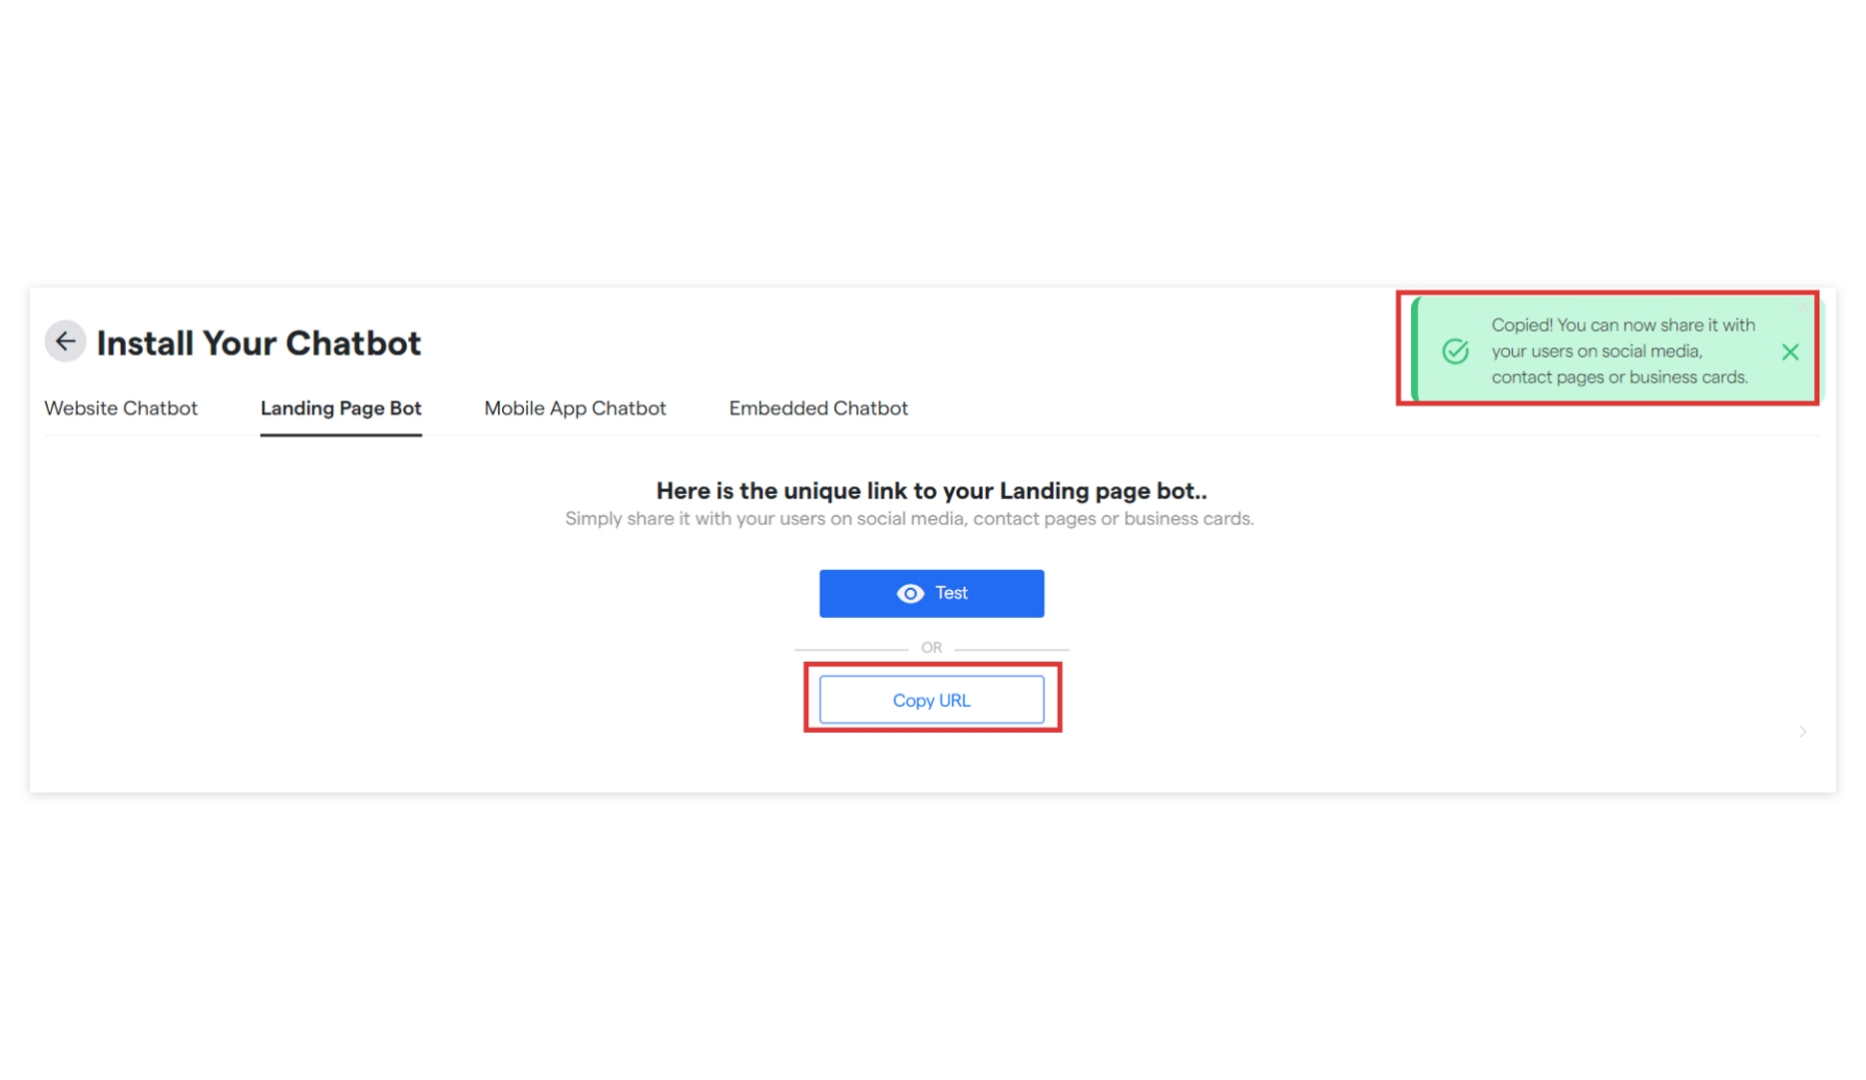 Install Your Chatbot
Copied! You can now share it with
your users on social media,
contact pages or business cards.
Website Chatbot
Landing Page Bot
Mobile App Chatbot
Embedded Chatbot
Here is the unique link to your Landing page bot..
Simply share it with your users on social media, contact pages or business cards.
Test
OR
Copy URL